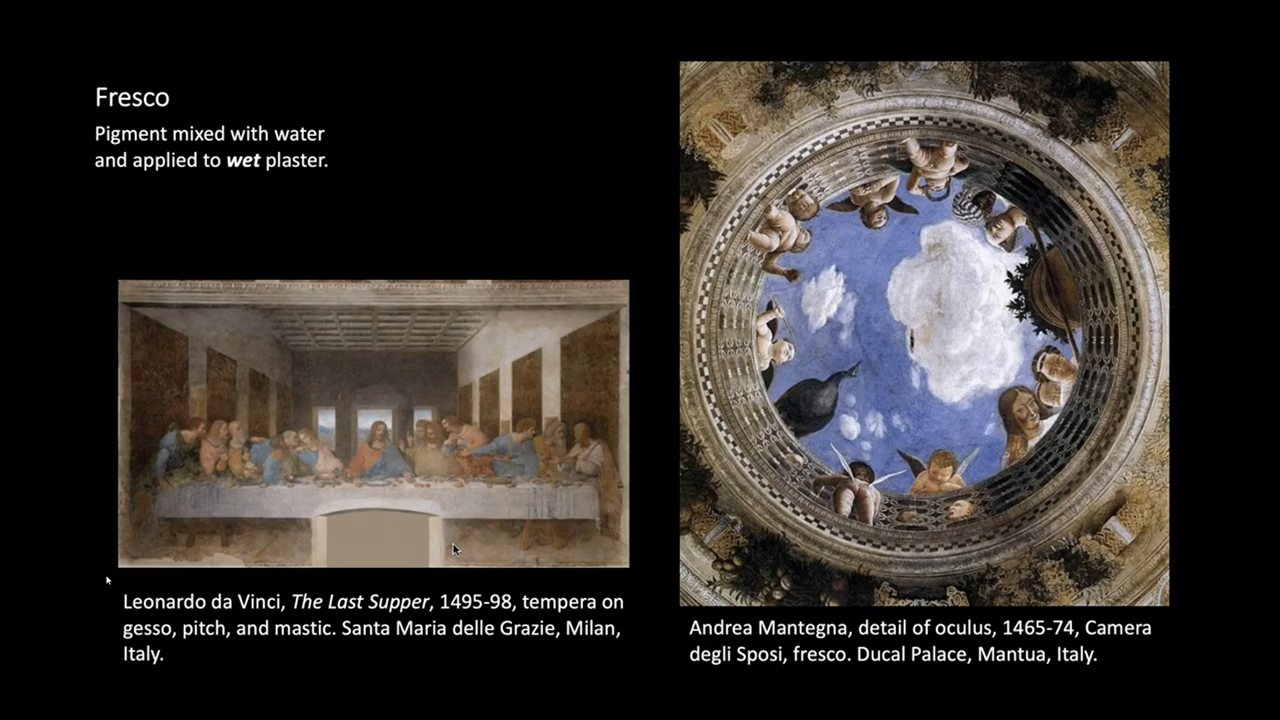 Fresco
Pigment mixed with water
and applied to wet plaster.
Leonardo da Vinci, The Last Supper, 1495-98, tempera on
gesso, pitch, and mastic. Santa Maria delle Grazie, Milan,
Italy.
Andrea Mantegna, detail of oculus, 1465-74, Camera
degli Sposi, fresco. Ducal Palace, Mantua, Italy.